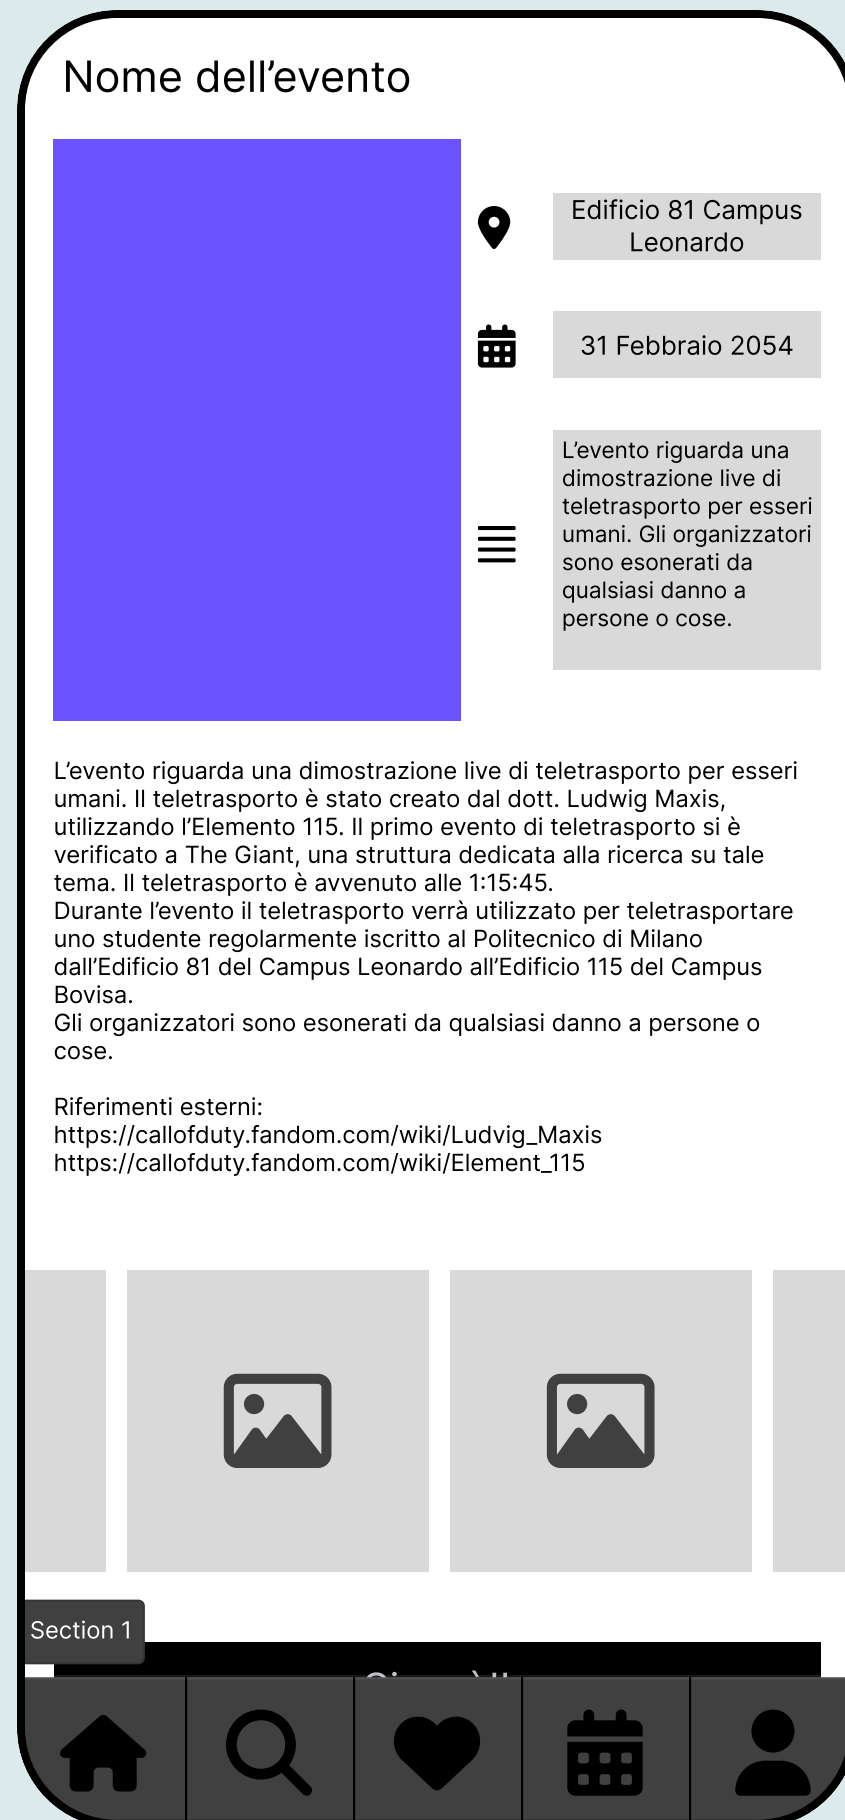 Nome dell’evento
Edificio 81 Campus
Leonardo
31 Febbraio 2054
L’evento riguarda una
dimostrazione live di
teletrasporto per esseri
umani. Gli organizzatori
sono esonerati da
qualsiasi danno a
persone o cose.
L’evento riguarda una dimostrazione live di teletrasporto per esseri
umani. Il teletrasporto è stato creato dal dott. Ludwig Maxis,
utilizzando l’Elemento 115. Il primo evento di teletrasporto si è
verificato a The Giant, una struttura dedicata alla ricerca su tale
tema. Il teletrasporto è avvenuto alle 1:15:45.
Durante l’evento il teletrasporto verrà utilizzato per teletrasportare
uno studente regolarmente iscritto al Politecnico di Milano
dall’Edificio 81 del Campus Leonardo all’Edificio 115 del Campus
Bovisa.
Gli organizzatori sono esonerati da qualsiasi danno a persone o
cose.
Riferimenti esterni:
https://callofduty.fandom.com/wiki/Ludvig_Maxis
https://callofduty.fandom.com/wiki/Element_115
Section 1